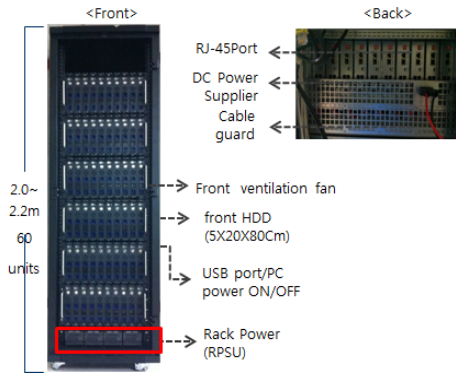 <Front>
<Back>
RJ-45Port
DC Power
Supplier
Cable
guard
2.0~
2.2m
60
units
Front ventilation fan
front HDD
(5X20X80Cm)
USB port/PC
power ON/OFF
Rack Power
(RPSU)